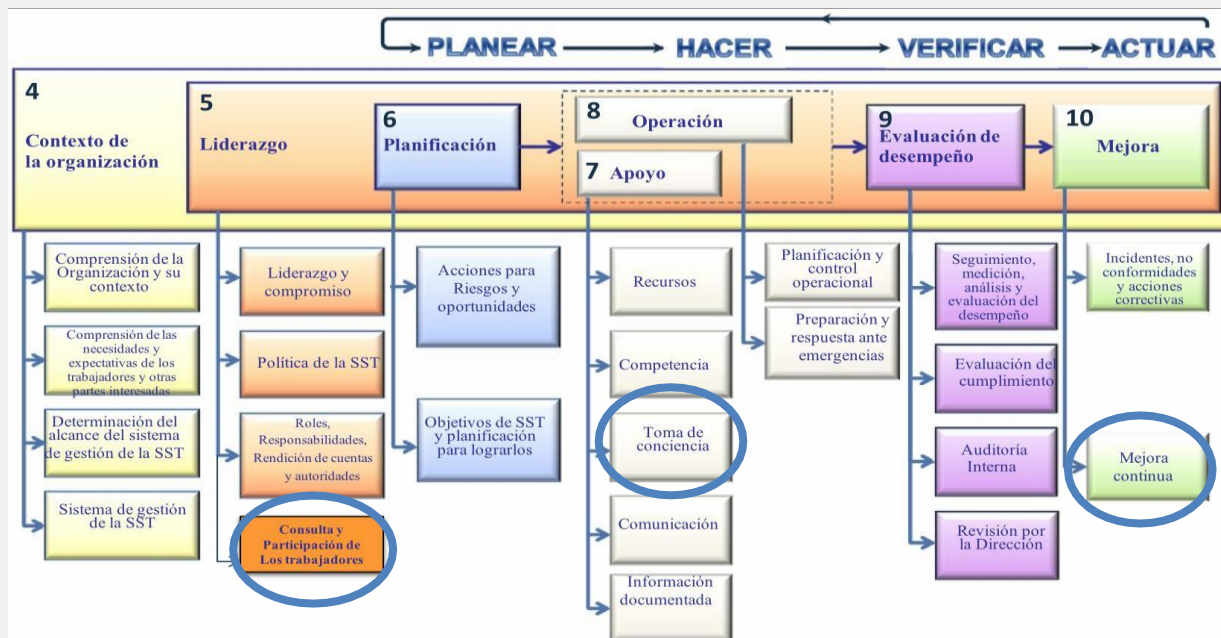 PLANEAR
HACER
VERIFICAR
ACTUAR
4
Contexto de
la organización
5
Liderazgo
6
Planificación
8
Operación
7
Apoyo
9
Evaluación de
desempeño
10
Mejora
Comprensión de la
Organización y su
contexto
Comprensión de las
necesidades y
expectativas de los
trabajadores y otras
partes interesadas
Determinación del
alcance del sistema
de gestión de la SST
Sistema de gestión
de la SST
Liderazgo y
compromiso
Política de la SST
Roles,
Responsabilidades,
Rendición de cuentas
y autoridades
Consulta y
Participación de
Los trabajadores
Acciones para
Riesgos y
oportunidades
Objetivos de SST
y planificación
para lograrlos
Recursos
Competencia
Toma de
conciencia
Comunicación
Información
documentada
Planificación y
control
operacional
Preparación y
respuesta ante
emergencias
Seguimiento,
medición,
análisis y
evaluación del
desempeño
Evaluación del
cumplimiento
Auditoría
Interna
Revisión por
la Dirección
Incidentes, no
conformidades
y acciones
correctivas
Mejora
continua